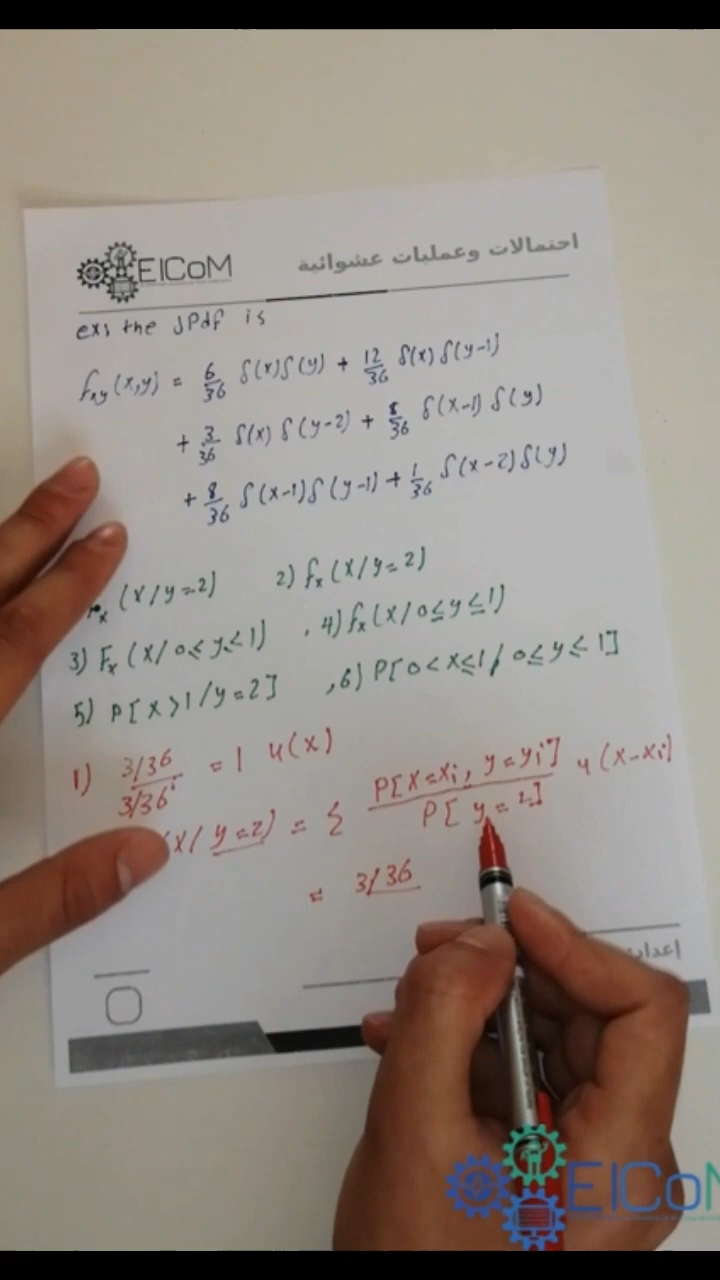 EICoM
احتمالات وعمليات عشوائية
ex: the JPdf is
fxy (x,y) = 6/36 δ(x)δ(y) + 12/36 δ(x) δ(y-1)
+ 3/36 δ(x) δ(y-2) + 8/36 δ(x-1) δ(y)
+ 8/36 δ(x-1)δ(y-1) + 1/36 δ(x-2)δ(y)
x (x/y=2) 2) fx (x/y=2)
3) Fx (x/0≤y≤1) , 4) fx (x/0≤y≤1)
5) P[x>1/y=2] , 6) P[0<x≤1/0≤y≤1]
1) 3/36 / 3/36 = 1 u(x)
(x/y=2) = Σ P[x=xi, y=yi] / P[y=2] u(x-xi)
= 3/36
EICoM